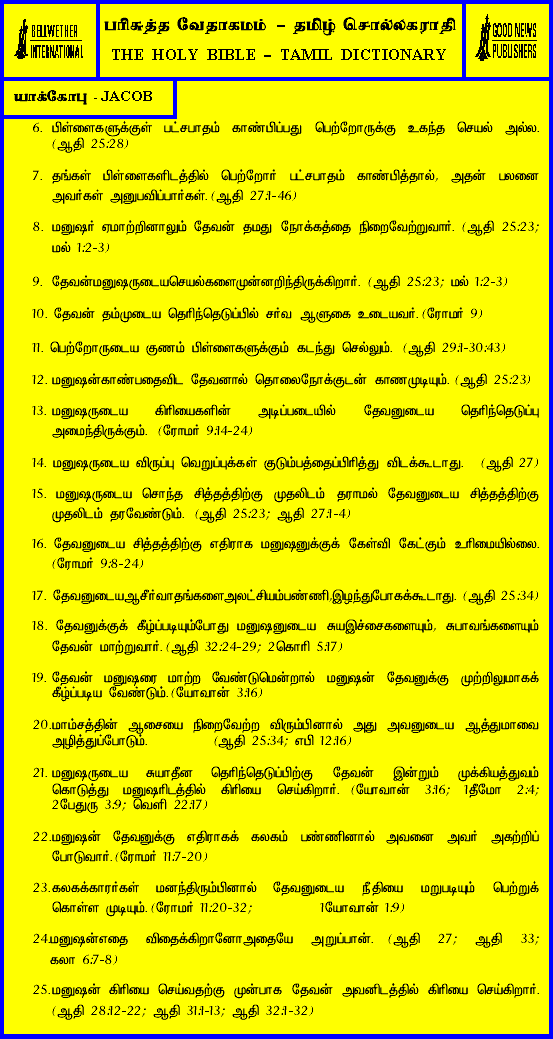 BELLWETHER
INTERNATIONAL
பரிசுத்த வேதாகமம் – தமிழ் சொல்லகராதி
THE HOLY BIBLE – TAMIL DICTIONARY
GOOD NEWS
PUBLISHERS
யாக்கோபு - JACOB
6. பிள்ளைகளுக்குள் பட்சபாதம் காண்பிப்பது பெற்றோருக்கு உகந்த செயல் அல்ல.
(ஆதி 25:28)
7. தங்கள் பிள்ளைகளிடத்தில் பெற்றோர் பட்சபாதம் காண்பித்தால், அதன் பலனை
அவர்கள் அனுபவிப்பார்கள். (ஆதி 27:1-46)
8. மனுஷர் ஏமாற்றினாலும் தேவன் தமது நோக்கத்தை நிறைவேற்றுவார். (ஆதி 25:23;
மல் 1:2-3)
9. தேவன்மனுஷருடையசெயல்களைமுன்னறிந்திருக்கிறார். (ஆதி 25:23; மல் 1:2-3)
10. தேவன் தம்முடைய தெரிந்தெடுப்பில் சர்வ ஆளுகை உடையவர். (ரோமர் 9)
11. பெற்றோருடைய குணம் பிள்ளைகளுக்கும் கடந்து செல்லும். (ஆதி 29:1-30:43)
12. மனுஷன்காண்பதைவிட தேவனால் தொலைநோக்குடன் காணமுடியும். (ஆதி 25:23)
13. மனுஷருடைய கிரியைகளின் அடிப்படையில் தேவனுடைய தெரிந்தெடுப்பு
அமைந்திருக்கும். (ரோமர் 9:14-24)
14. மனுஷருடைய விருப்பு வெறுப்புக்கள் குடும்பத்தைப்பிரித்து விடக்கூடாது. (ஆதி 27)
15. மனுஷருடைய சொந்த சித்தத்திற்கு முதலிடம் தராமல் தேவனுடைய சித்தத்திற்கு
முதலிடம் தரவேண்டும். (ஆதி 25:23; ஆதி 27:1-4)
16. தேவனுடைய சித்தத்திற்கு எதிராக மனுஷனுக்குக் கேள்வி கேட்கும் உரிமையில்லை.
(ரோமர் 9:8-24)
17. தேவனுடையஆசீர்வாதங்களைஅலட்சியம்பண்ணி,இழந்துபோகக்கூடாது. (ஆதி 25:34)
18. தேவனுக்குக் கீழ்ப்படியும்போது மனுஷனுடைய சுயஇச்சைகளையும், சுபாவங்களையும்
தேவன் மாற்றுவார். (ஆதி 32:24-29; 2கொரி 5:17)
19. தேவன் மனுஷரை மாற்ற வேண்டுமென்றால் மனுஷன் தேவனுக்கு முற்றிலுமாகக்
கீழ்ப்படிய வேண்டும். (யோவான் 3:16)
20.மாம்சத்தின் ஆசையை நிறைவேற்ற விரும்பினால் அது அவனுடைய ஆத்துமாவை
அழித்துப்போடும். (ஆதி 25:34; எபி 12:16)
21. மனுஷருடைய சுயாதீன தெரிந்தெடுப்பிற்கு தேவன் இன்றும் முக்கியத்துவம்
கொடுத்து மனுஷரிடத்தில் கிரியை செய்கிறார். (யோவான் 3:16; 1தீமோ 2:4;
2பேதுரு 3:9; வெளி 22:17)
22.மனுஷன் தேவனுக்கு எதிராகக் கலகம் பண்ணினால் அவனை அவர் அகற்றிப்
போடுவார். (ரோமர் 11:7-20)
23.கலகக்காரர்கள் மனந்திரும்பினால் தேவனுடைய நீதியை மறுபடியும் பெற்றுக்
கொள்ள முடியும். (ரோமர் 11:20-32; 1யோவான் 1:9)
24.மனுஷன்எதை விதைக்கிறானோஅதையே அறுப்பான். (ஆதி 27; ஆதி 33;
கலா 6:7-8)
25.மனுஷன் கிரியை செய்வதற்கு முன்பாக தேவன் அவனிடத்தில் கிரியை செய்கிறார்.
(ஆதி 28:12-22; ஆதி 31:1-13; ஆதி 32:1-32)